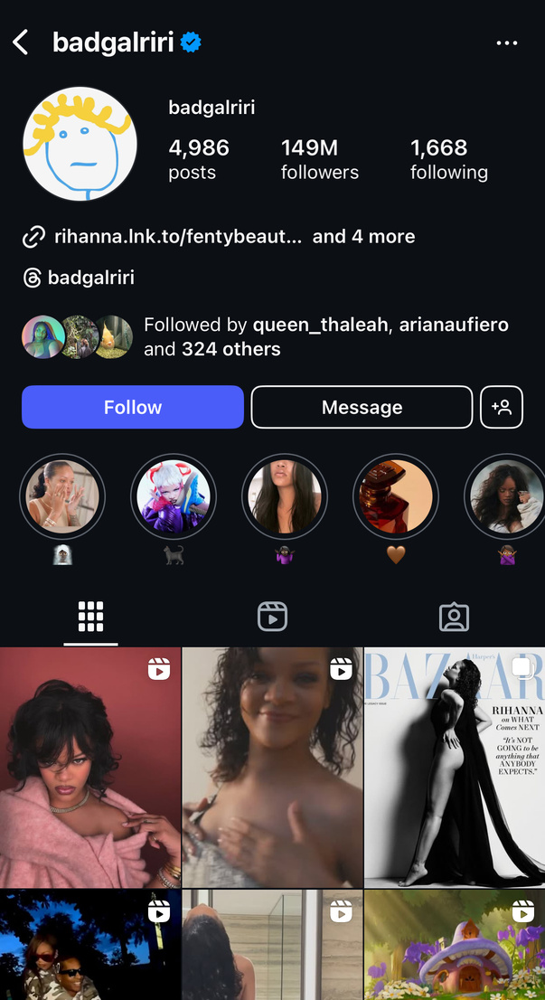 badgalriri
badgalriri
4,986
posts
149M
followers
1,668
following
rihanna.lnk.to/fentybeaut... and 4 more
badgalriri
Followed by queen_thaleah, arianaufiero
and 324 others
Follow
Message
Harper's
BAZAAR
RIHANNA
on WHAT
Comes NEXT
“It's NOT
GOING to be
anything that
ANYBODY
EXPECTS.”